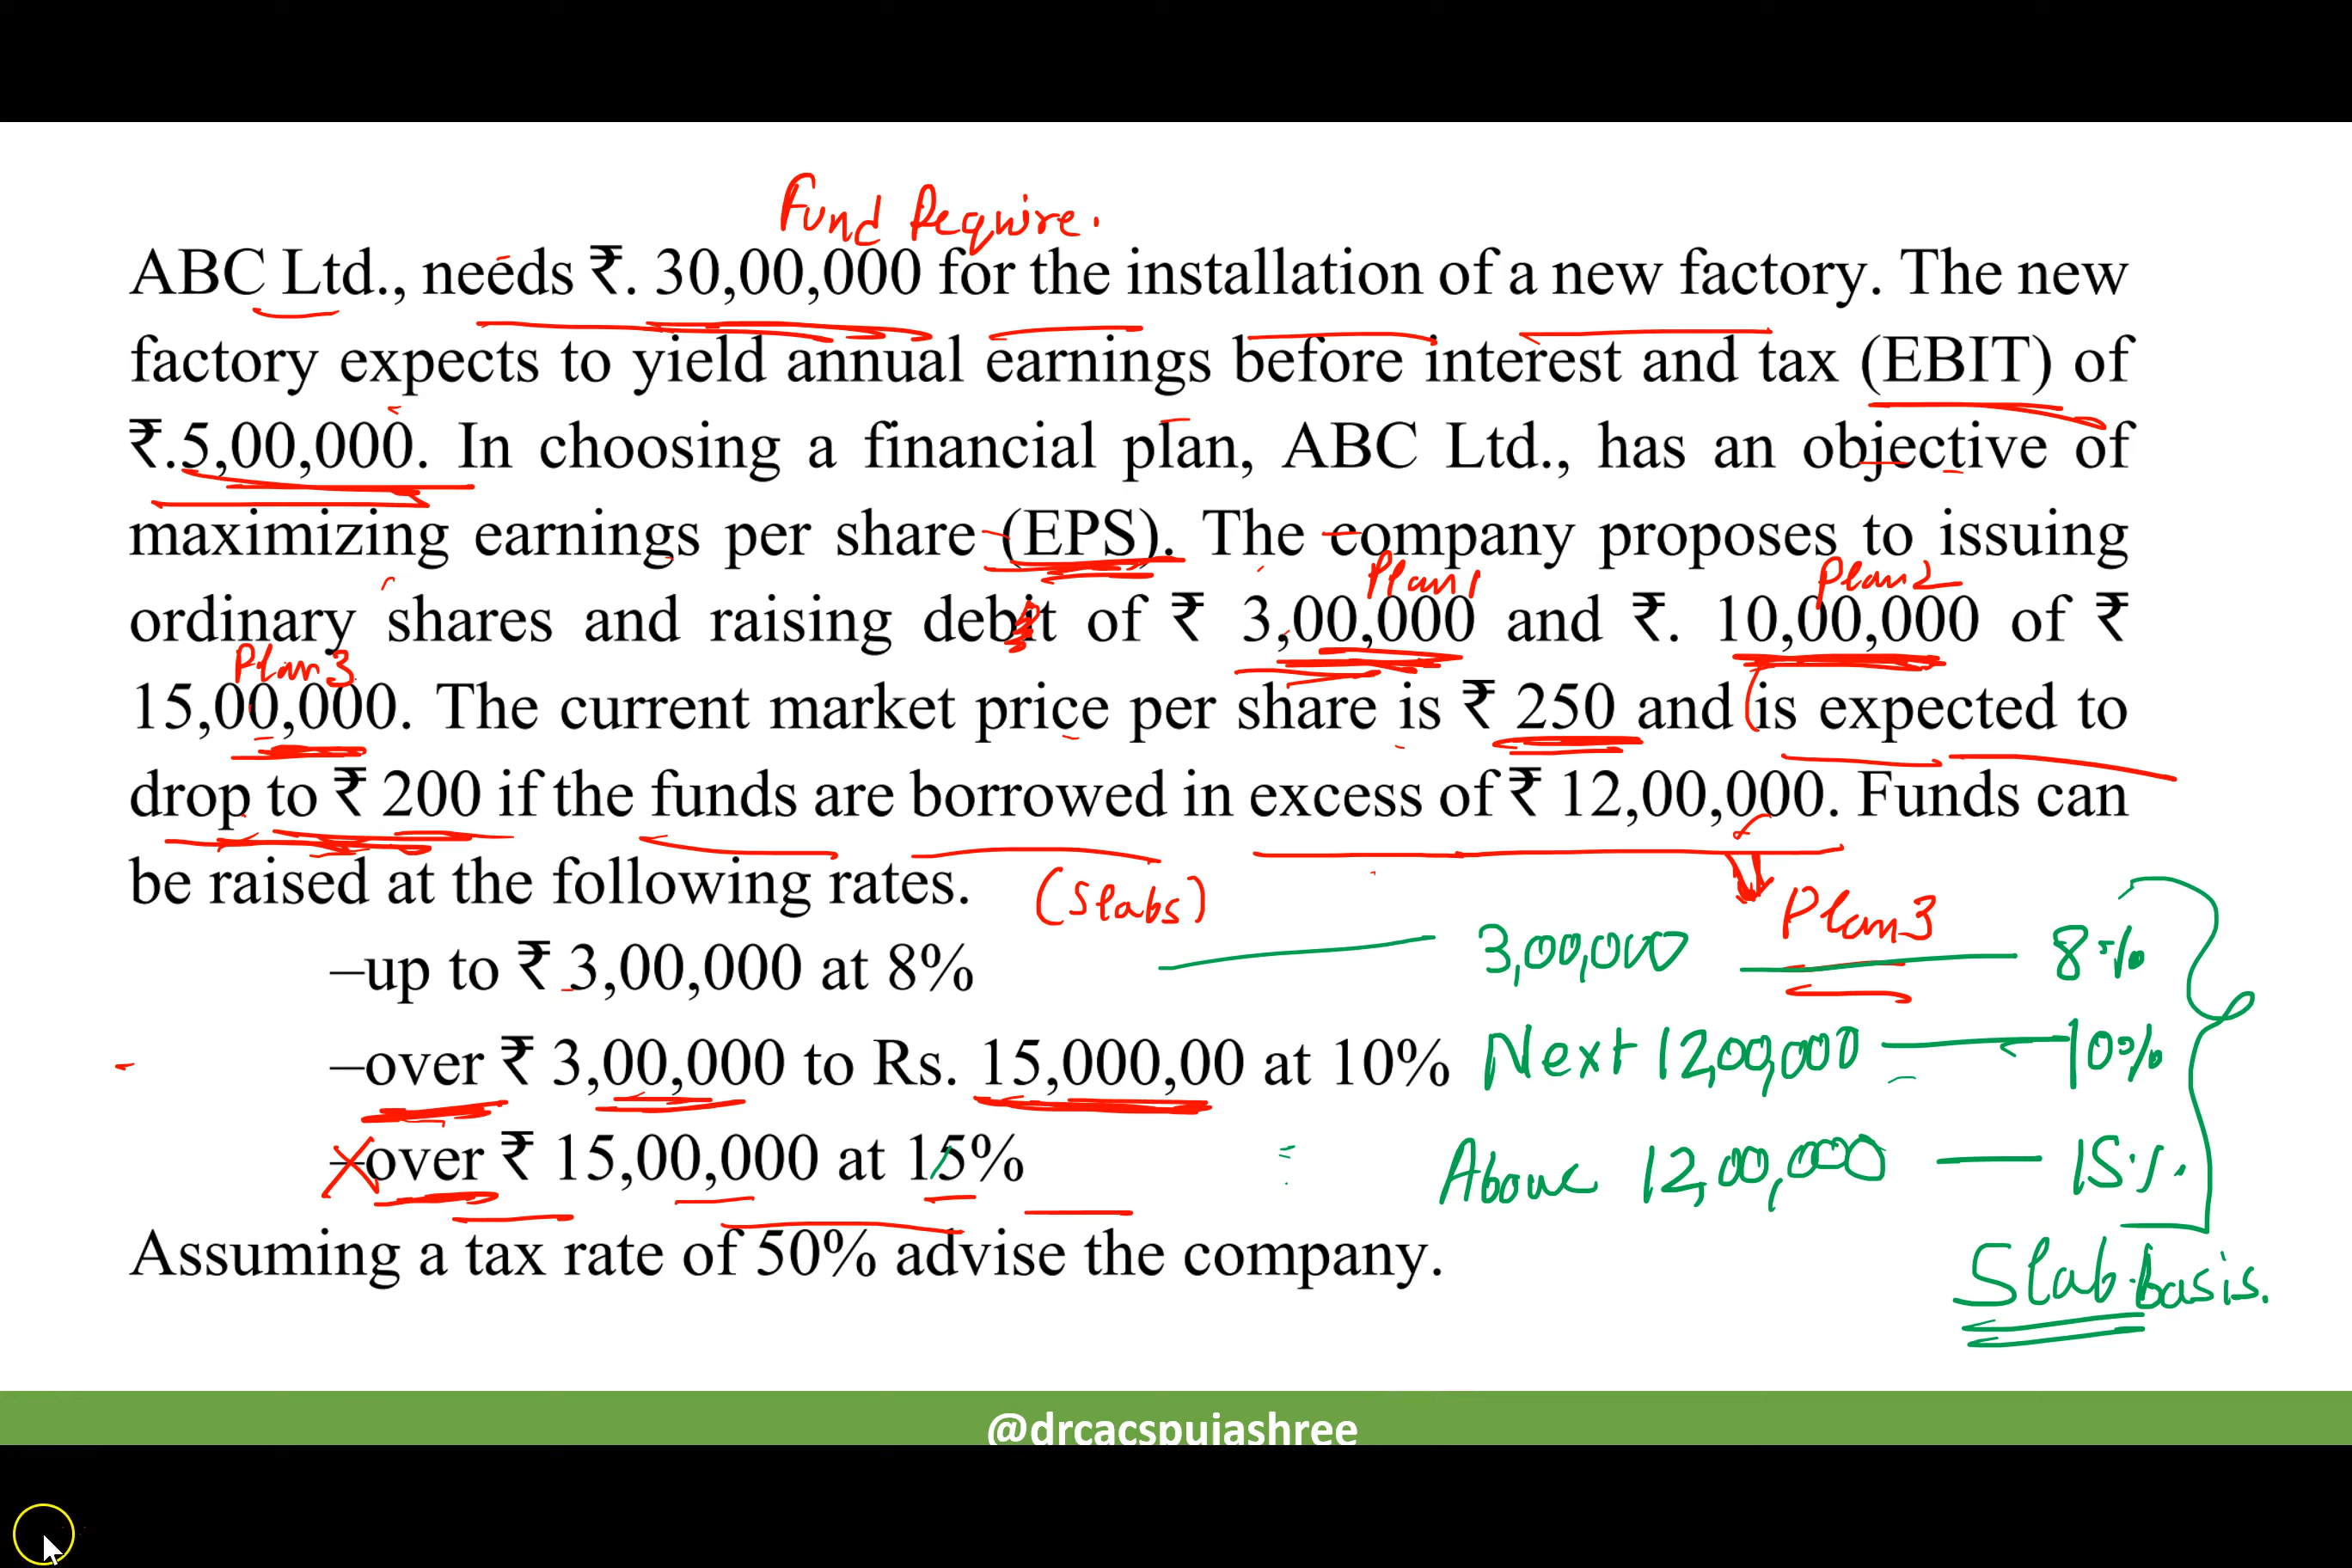 Fund Require.
ABC Ltd., needs ₹. 30,00,000 for the installation of a new factory. The new
factory expects to yield annual earnings before interest and tax (EBIT) of
₹.5,00,000. In choosing a financial plan, ABC Ltd., has an objective of
maximizing earnings per share (EPS). The company proposes to issuing
Plan 1 Plan 2
ordinary shares and raising debit of ₹ 3,00,000 and ₹. 10,00,000 of ₹
Plan 3
15,00,000. The current market price per share is ₹ 250 and (is expected to
drop to ₹ 200 if the funds are borrowed in excess of ₹ 12,00,000. Funds can
be raised at the following rates. (Slabs) Plan 3
–up to ₹ 3,00,000 at 8% 3,00,000 8%
–over ₹ 3,00,000 to Rs. 15,000,00 at 10% Next 12,00,000 10%
–over ₹ 15,00,000 at 15% Above 12,00,000 15%
Assuming a tax rate of 50% advise the company.
Slab basis.
@drcacspujashree